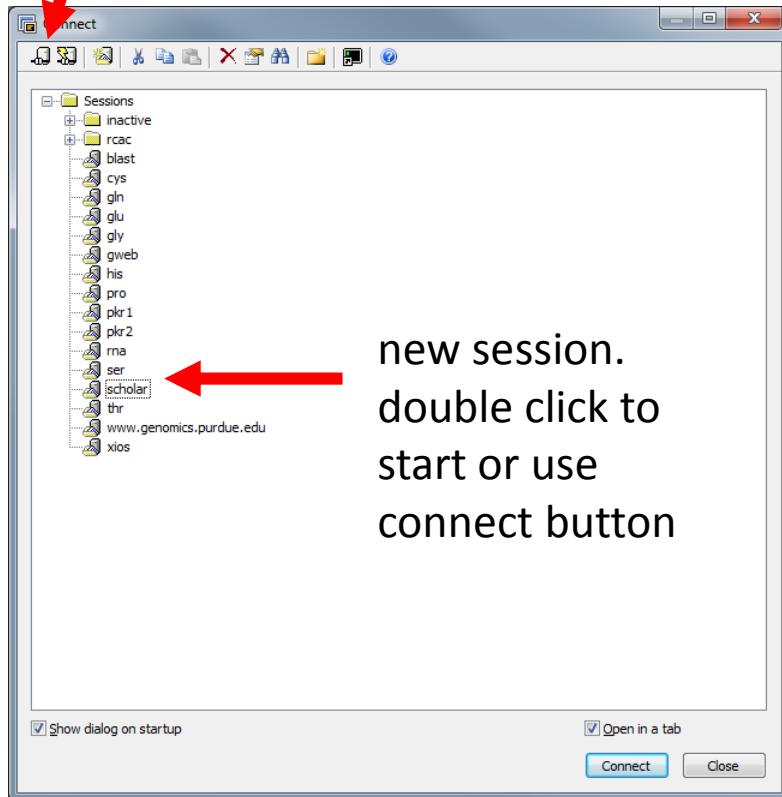 Connect
Sessions
inactive
rcac
blast
cys
gln
glu
gly
gweb
his
pro
pkr1
pkr2
rna
ser
scholar
thr
www.genomics.purdue.edu
xios
new session.
double click to
start or use
connect button
Show dialog on startup
Open in a tab
Connect
Close